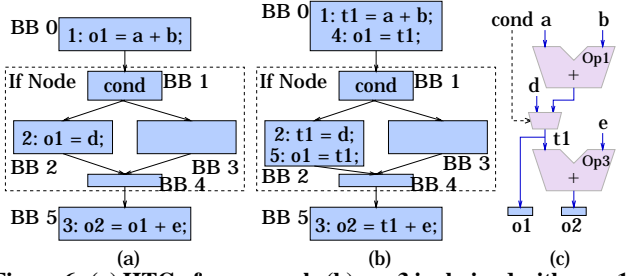 BB 0
1: o1 = a + b;
If Node
cond
BB 1
2: o1 = d;
BB 2
BB 3
BB 4
BB 5
3: o2 = o1 + e;
(a)
BB 0
1: t1 = a + b;
4: o1 = t1;
If Node
cond
BB 1
2: t1 = d;
5: o1 = t1;
BB 2
BB 3
BB 4
BB 5
3: o2 = t1 + e;
(b)
cond
a
b
Op1
+
d
t1
e
Op3
+
o1
o2
(c)